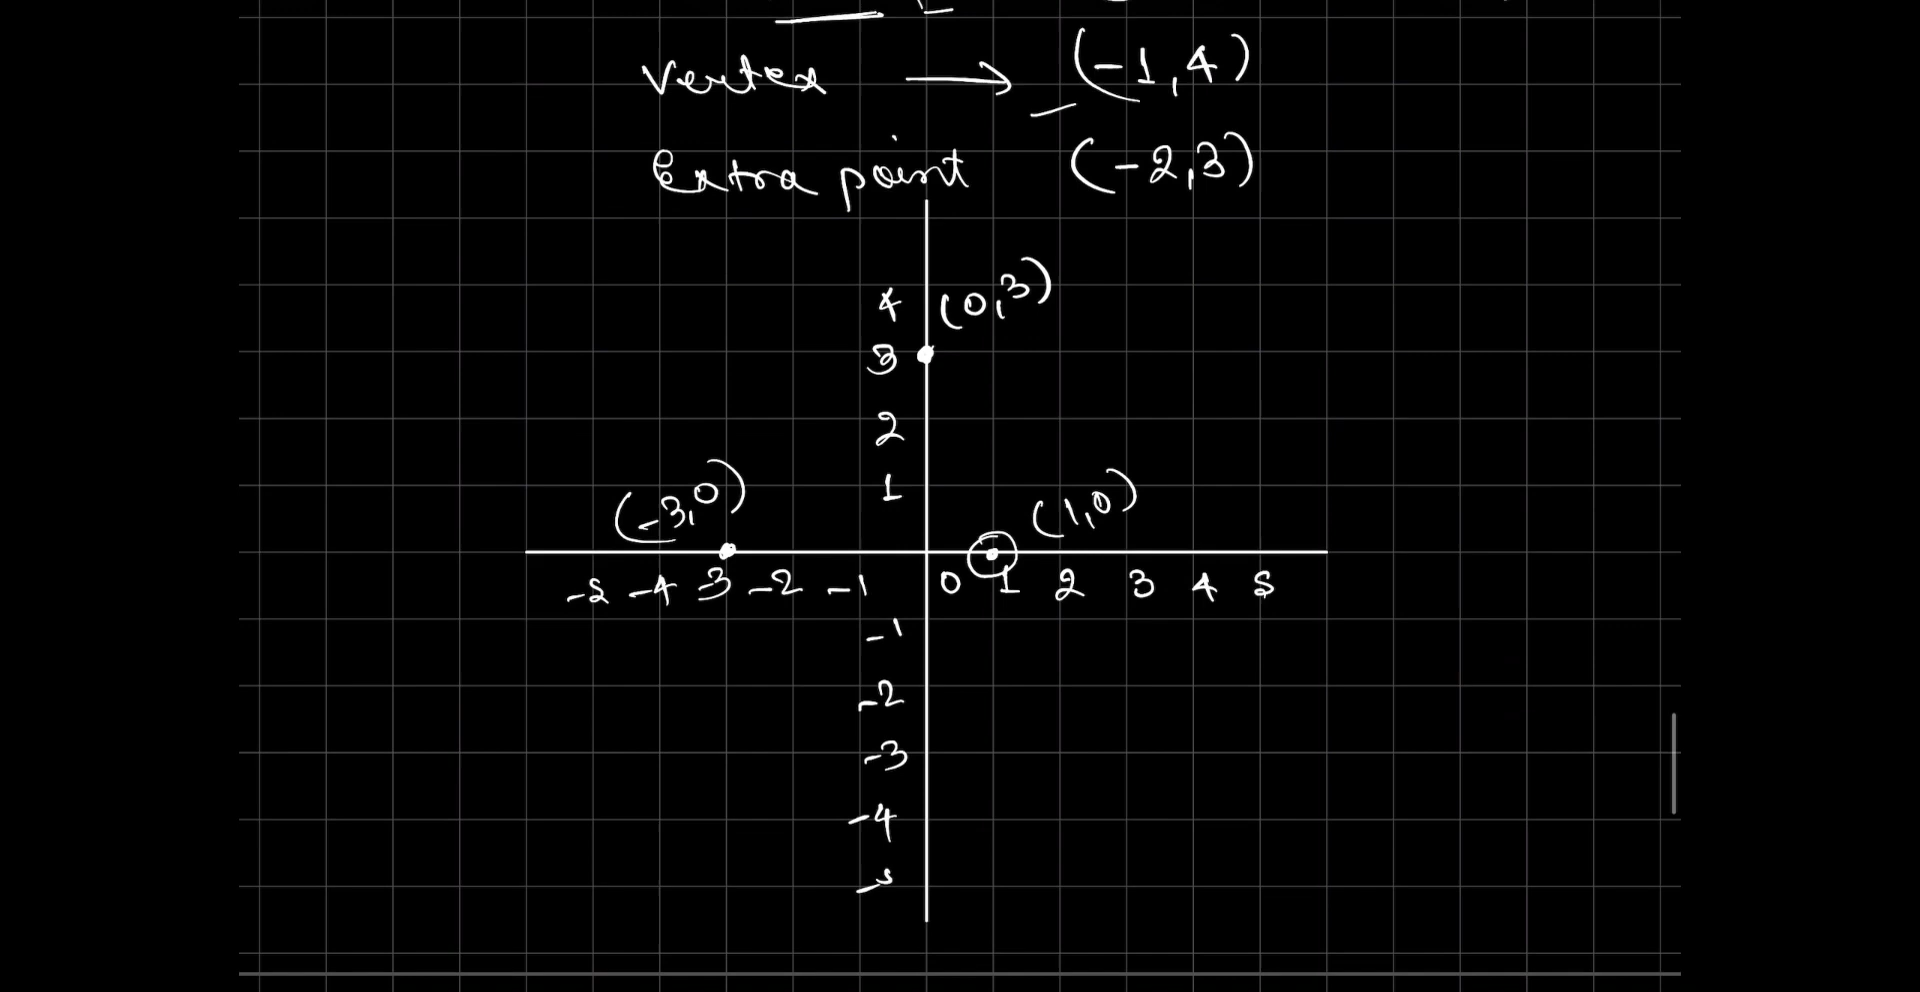 Vertex → (-1,4)
Extra point (-2,3)
4 (0,3)
3
2
(-3,0) 1 (1,0)
-5 -4 -3 -2 -1 0 1 2 3 4 5
-1
-2
-3
-4
-5